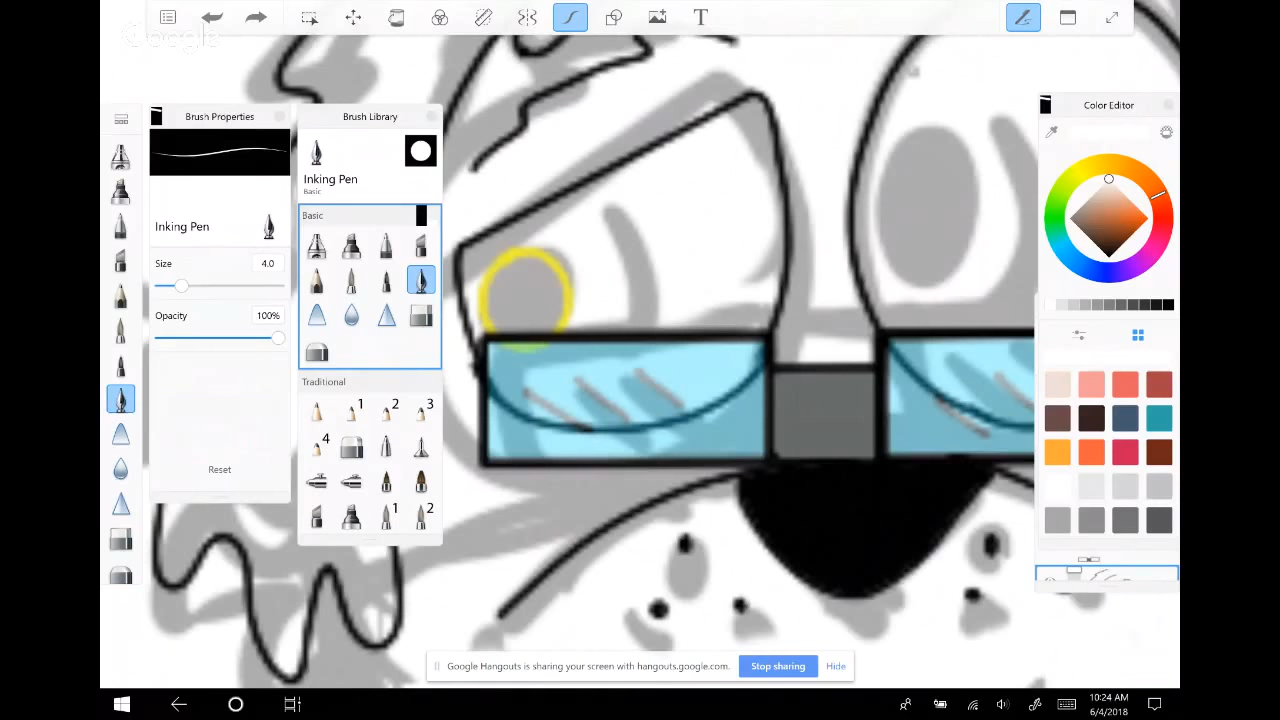 Google
T
Brush Properties
Inking Pen
Size
4.0
Opacity
100%
Reset
Brush Library
Inking Pen
Basic
Basic
Traditional
1
2
3
4
1
2
Color Editor
Google Hangouts is sharing your screen with hangouts.google.com.
Stop sharing
Hide
10:24 AM
6/4/2018